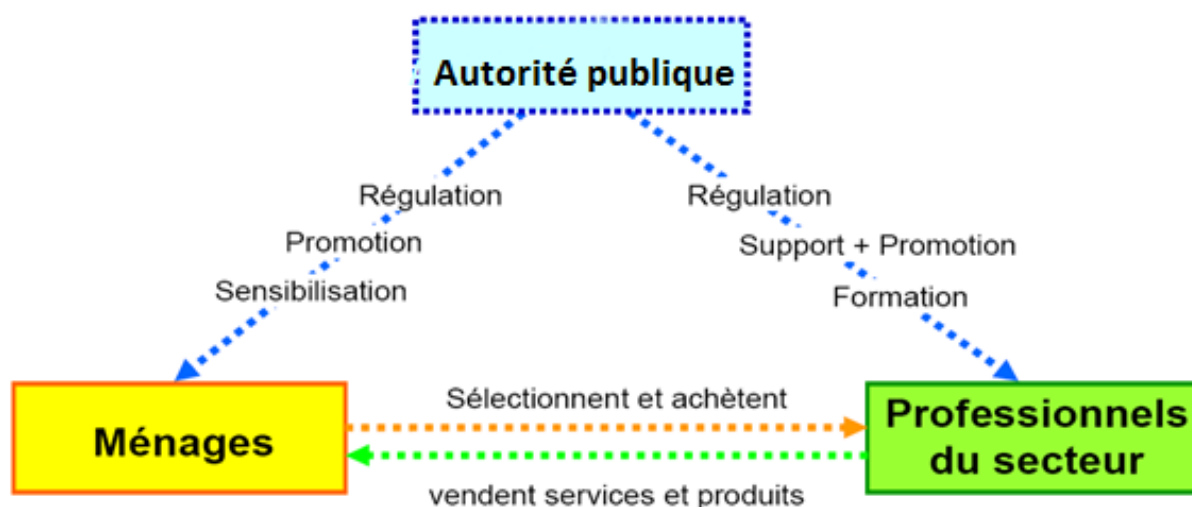 Autorité publique
Régulation
Régulation
Promotion
Support + Promotion
Sensibilisation
Formation
Ménages
Sélectionnent et achètent
vendent services et produits
Professionnels
du secteur